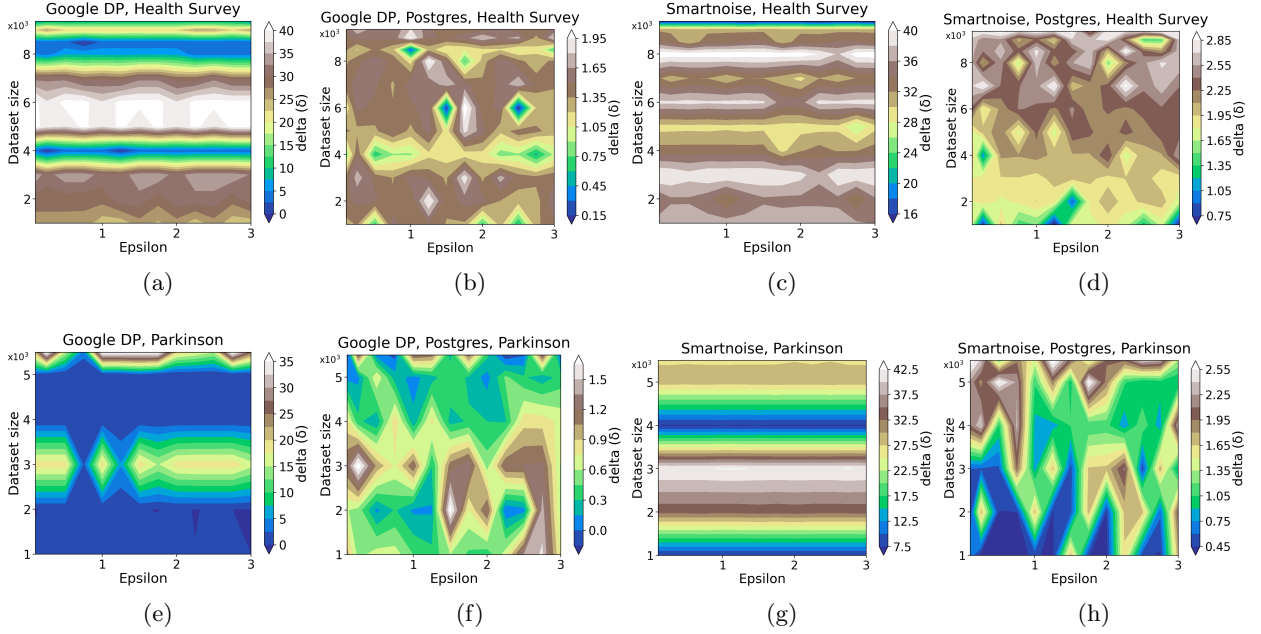 Google DP, Health Survey
x10³
8
6
4
2
Dataset size
1 2 3
Epsilon
40
35
30
25
20
15
10
5
0
delta (δ)
(a)
Google DP, Postgres, Health Survey
x10³
8
6
4
2
Dataset size
1 2 3
Epsilon
1.95
1.65
1.35
1.05
0.75
0.45
0.15
delta (δ)
(b)
Smartnoise, Health Survey
x10³
8
6
4
2
Dataset size
1 2 3
Epsilon
40
36
32
28
24
20
16
delta (δ)
(c)
Smartnoise, Postgres, Health Survey
x10³
8
6
4
2
Dataset size
1 2 3
Epsilon
2.85
2.55
2.25
1.95
1.65
1.35
1.05
0.75
delta (δ)
(d)
Google DP, Parkinson
x10³
5
4
3
2
1
Dataset size
1 2 3
Epsilon
35
30
25
20
15
10
5
0
delta (δ)
(e)
Google DP, Postgres, Parkinson
x10³
5
4
3
2
1
Dataset size
1 2 3
Epsilon
1.5
1.2
0.9
0.6
0.3
0.0
delta (δ)
(f)
Smartnoise, Parkinson
x10³
5
4
3
2
1
Dataset size
1 2 3
Epsilon
42.5
37.5
32.5
27.5
22.5
17.5
12.5
7.5
delta (δ)
(g)
Smartnoise, Postgres, Parkinson
x10³
5
4
3
2
1
Dataset size
1 2 3
Epsilon
2.55
2.25
1.95
1.65
1.35
1.05
0.75
0.45
delta (δ)
(h)